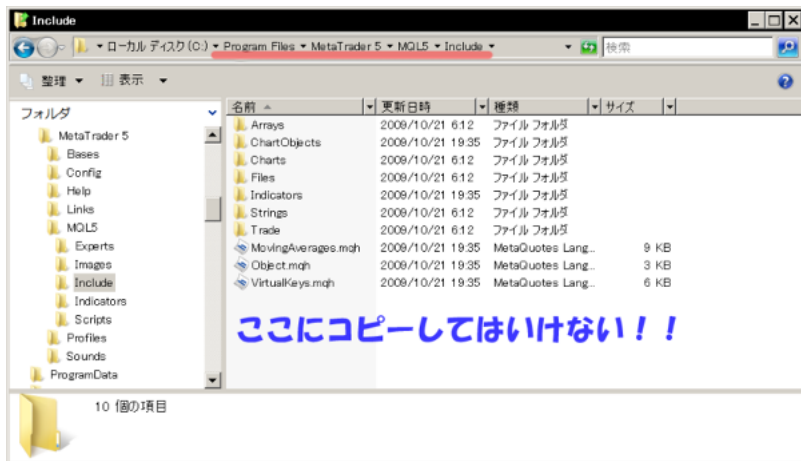 Include
ローカル ディスク (C:) Program Files MetaTrader 5 MQL5 Include 検索
整理 表示
フォルダ
MetaTrader 5
Bases
Config
Help
Links
MQL5
Experts
Images
Include
Indicators
Scripts
Profiles
Sounds
ProgramData
名前 更新日時 種類 サイズ
Arrays 2009/10/21 6:12 ファイル フォルダ
ChartObjects 2009/10/21 19:35 ファイル フォルダ
Charts 2009/10/21 6:12 ファイル フォルダ
Files 2009/10/21 6:12 ファイル フォルダ
Indicators 2009/10/21 19:35 ファイル フォルダ
Strings 2009/10/21 6:12 ファイル フォルダ
Trade 2009/10/21 6:12 ファイル フォルダ
MovingAverages.mqh 2009/10/21 19:35 MetaQuotes Lang... 9 KB
Object.mqh 2009/10/21 19:35 MetaQuotes Lang... 3 KB
VirtualKeys.mqh 2009/10/21 19:35 MetaQuotes Lang... 6 KB
ここにコピーしてはいけない！！
10 個の項目